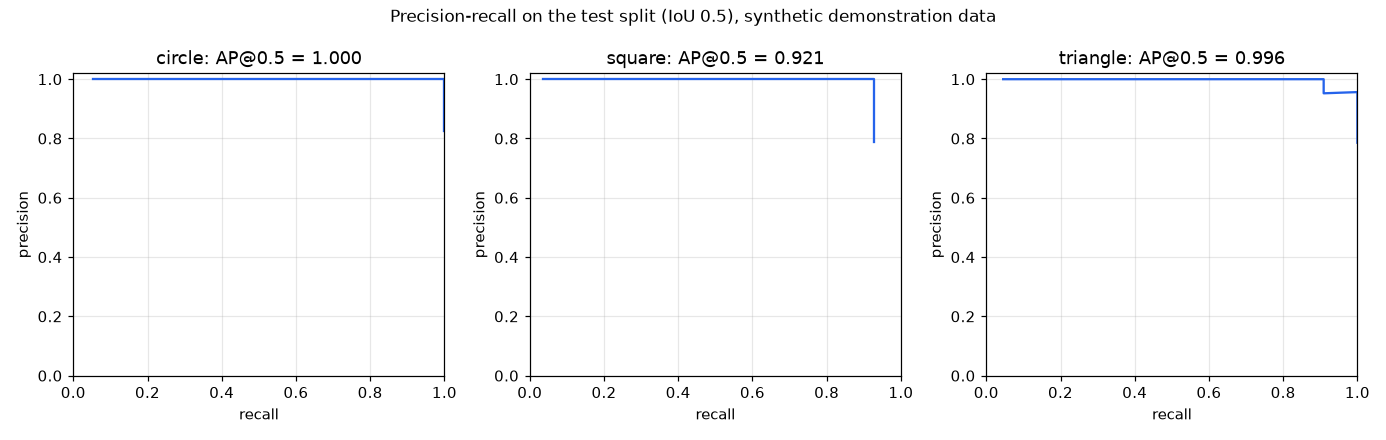 Precision-recall on the test split (IoU 0.5), synthetic demonstration data
circle: AP@0.5 = 1.000
precision
1.0
0.8
0.6
0.4
0.2
0.0
0.0 0.2 0.4 0.6 0.8 1.0
recall
square: AP@0.5 = 0.921
precision
1.0
0.8
0.6
0.4
0.2
0.0
0.0 0.2 0.4 0.6 0.8 1.0
recall
triangle: AP@0.5 = 0.996
precision
1.0
0.8
0.6
0.4
0.2
0.0
0.0 0.2 0.4 0.6 0.8 1.0
recall